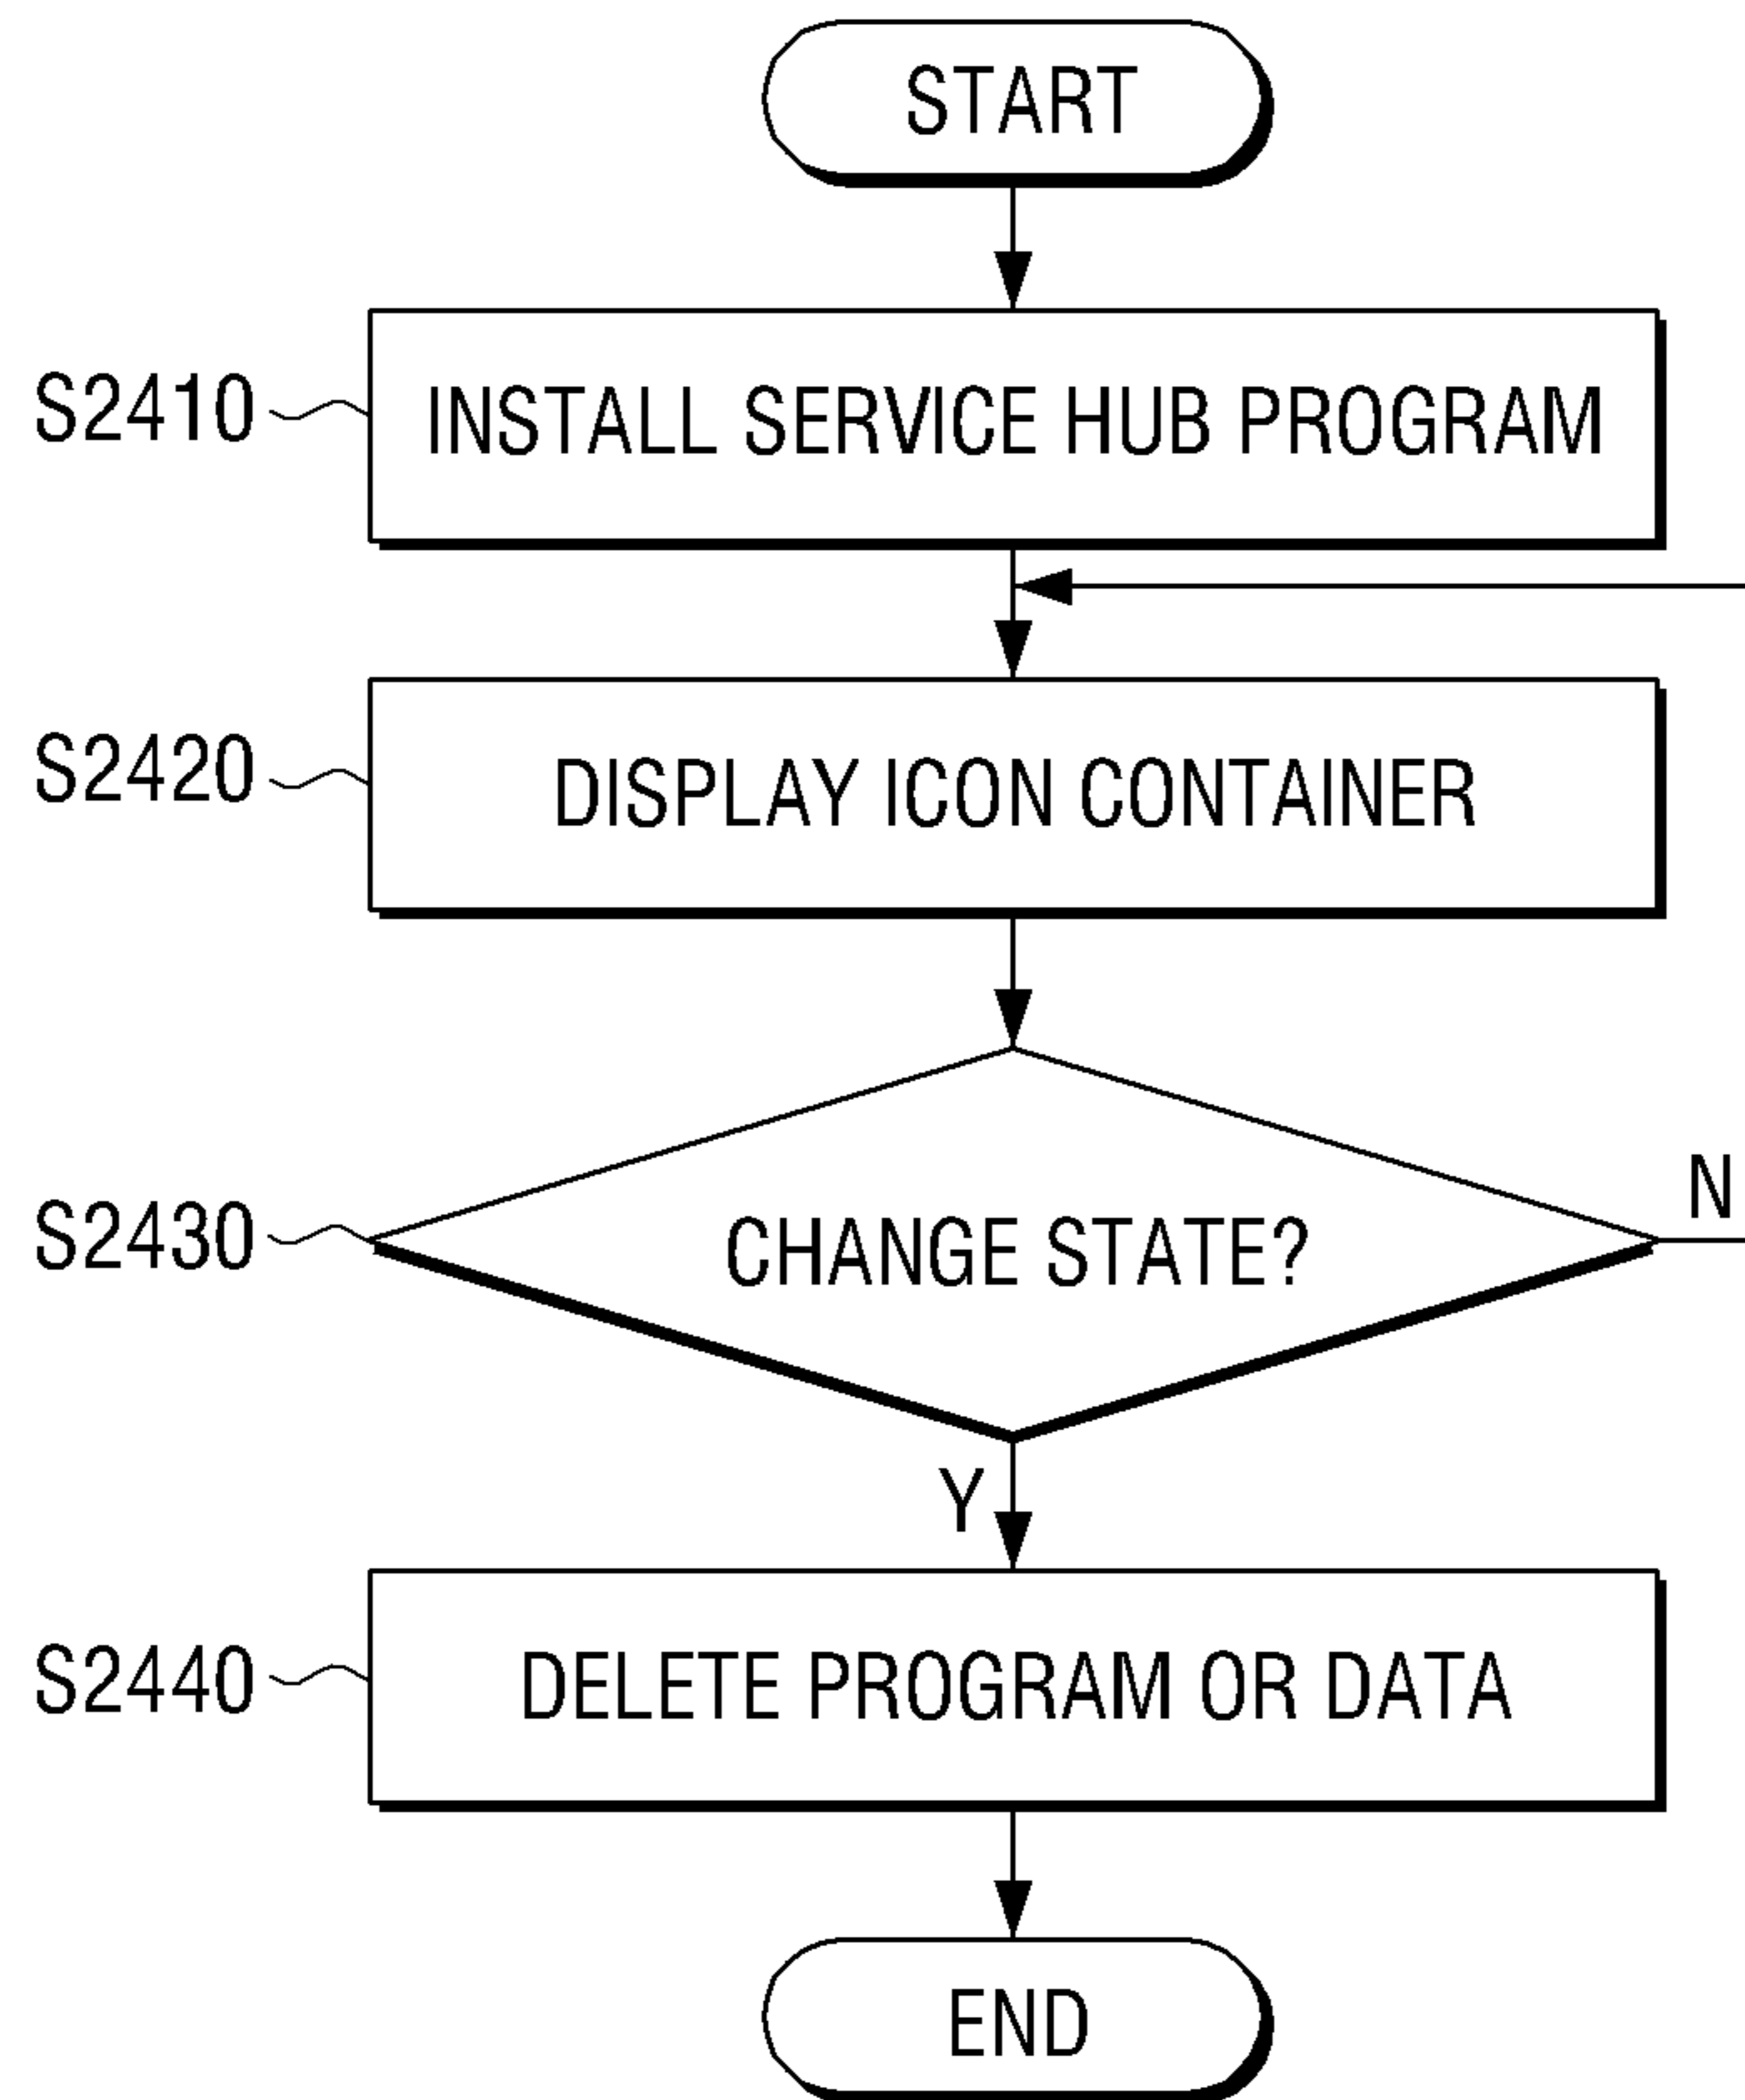 START
S2410
INSTALL SERVICE HUB PROGRAM
S2420
DISPLAY ICON CONTAINER
S2430
CHANGE STATE?
N
Y
S2440
DELETE PROGRAM OR DATA
END